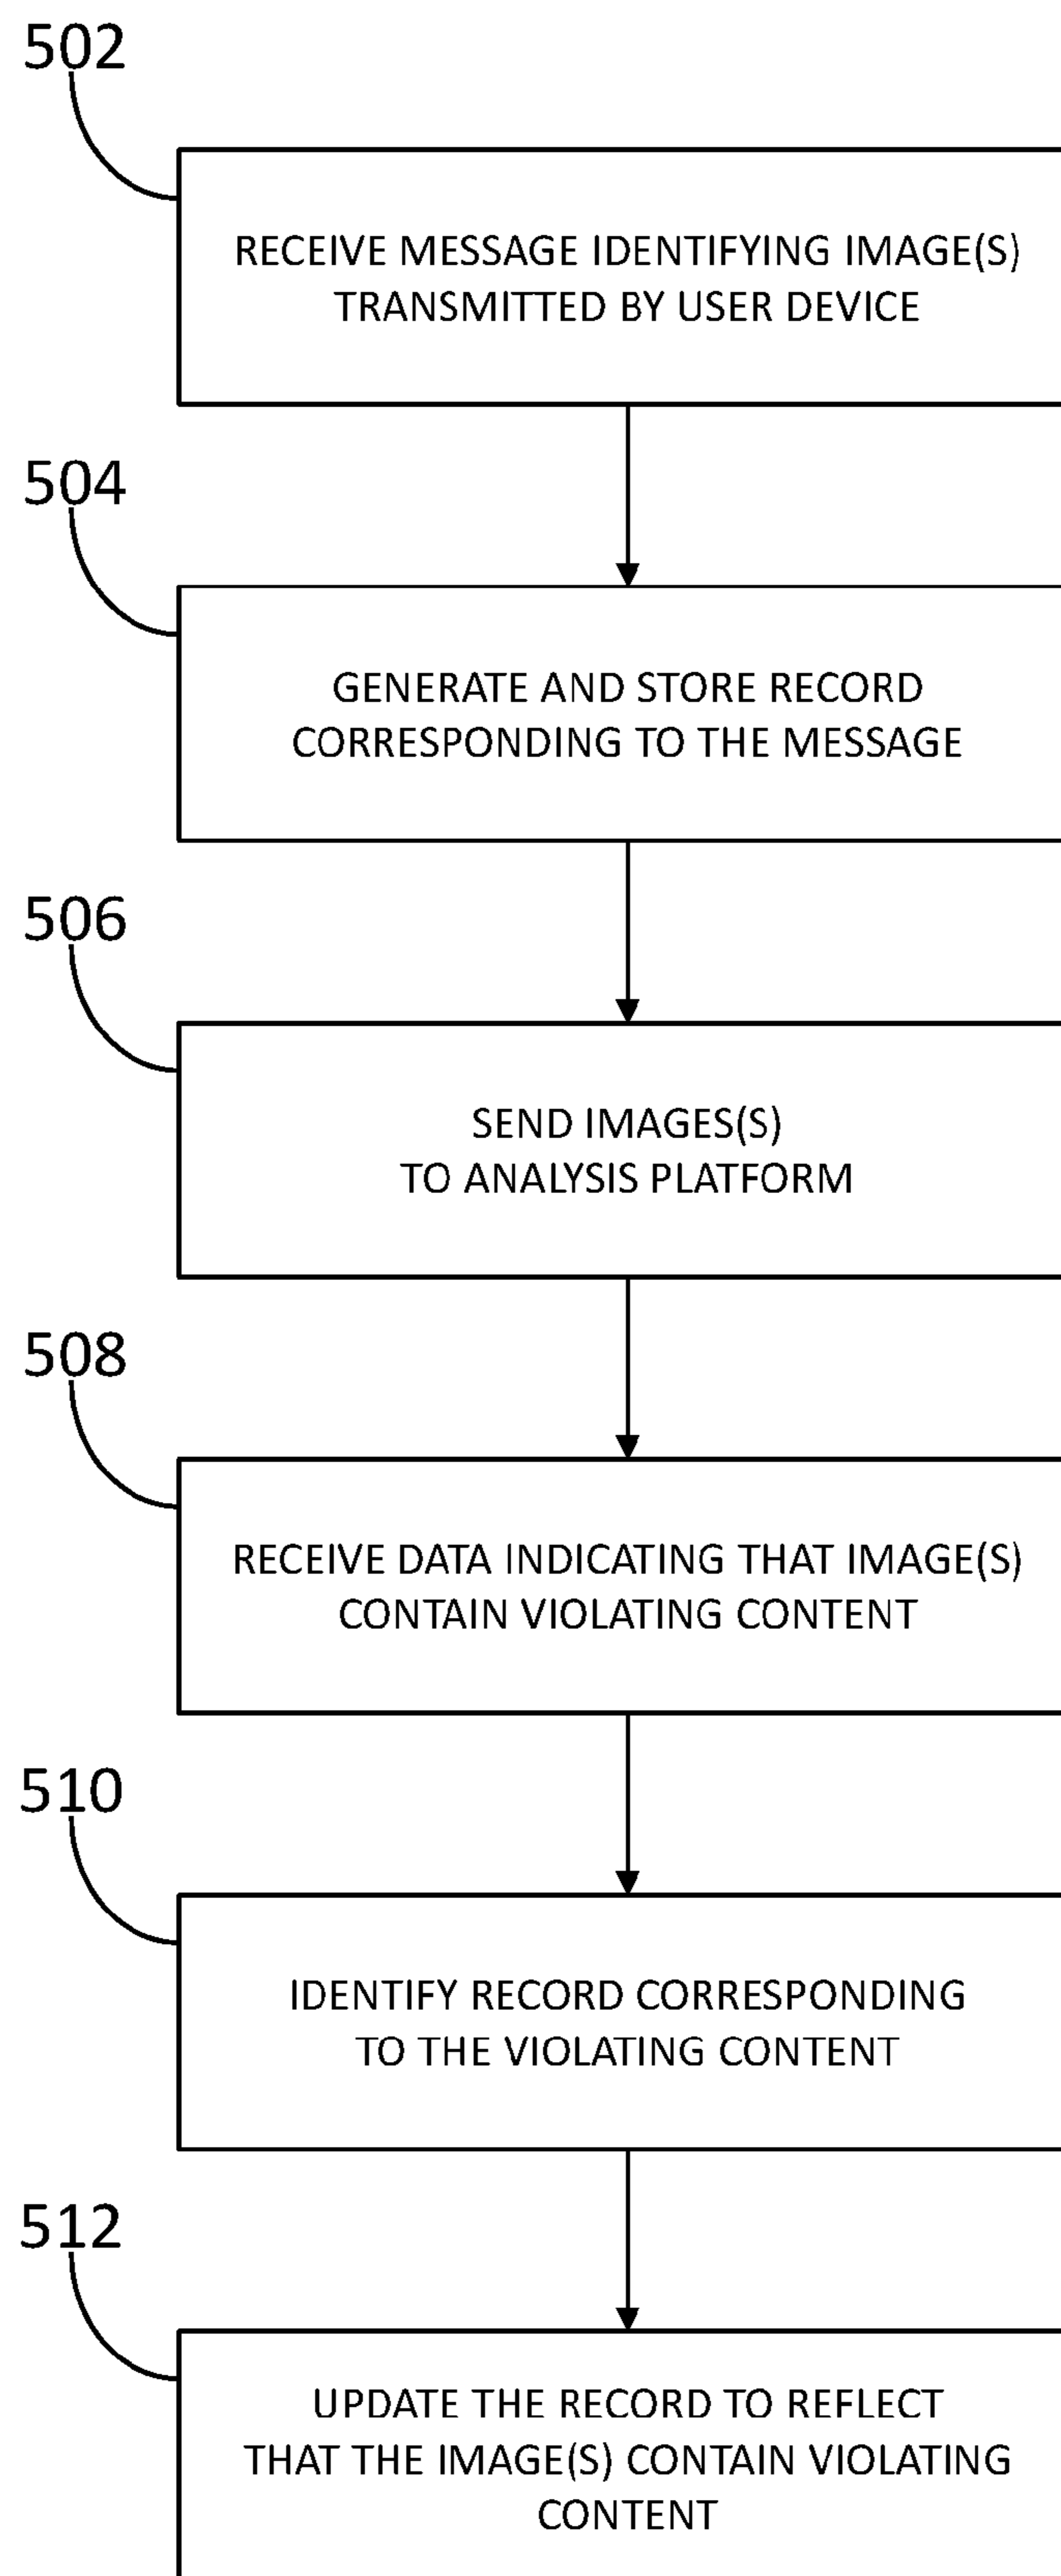 502
RECEIVE MESSAGE IDENTIFYING IMAGE(S)
TRANSMITTED BY USER DEVICE
504
GENERATE AND STORE RECORD
CORRESPONDING TO THE MESSAGE
506
SEND IMAGES(S)
TO ANALYSIS PLATFORM
508
RECEIVE DATA INDICATING THAT IMAGE(S)
CONTAIN VIOLATING CONTENT
510
IDENTIFY RECORD CORRESPONDING
TO THE VIOLATING CONTENT
512
UPDATE THE RECORD TO REFLECT
THAT THE IMAGE(S) CONTAIN VIOLATING
CONTENT